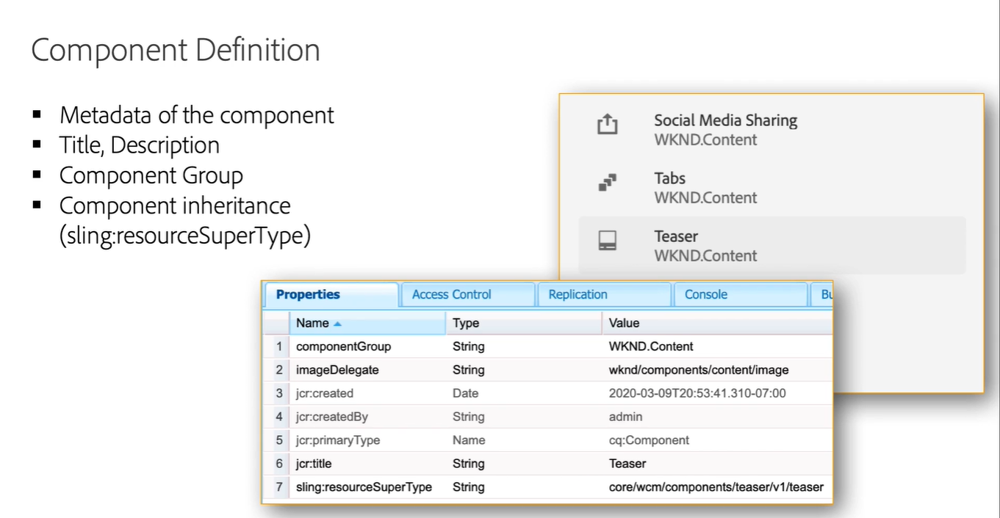 Component Definition
Metadata of the component
Title, Description
Component Group
Component inheritance
(sling:resourceSuperType)
Social Media Sharing
WKND.Content
Tabs
WKND.Content
Teaser
WKND.Content
Properties Access Control Replication Console
Name Type Value
1 componentGroup String WKND.Content
2 imageDelegate String wknd/components/content/image
3 jcr:created Date 2020-03-09T20:53:41.310-07:00
4 jcr:createdBy String admin
5 jcr:primaryType Name cq:Component
6 jcr:title String Teaser
7 sling:resourceSuperType String core/wcm/components/teaser/v1/teaser